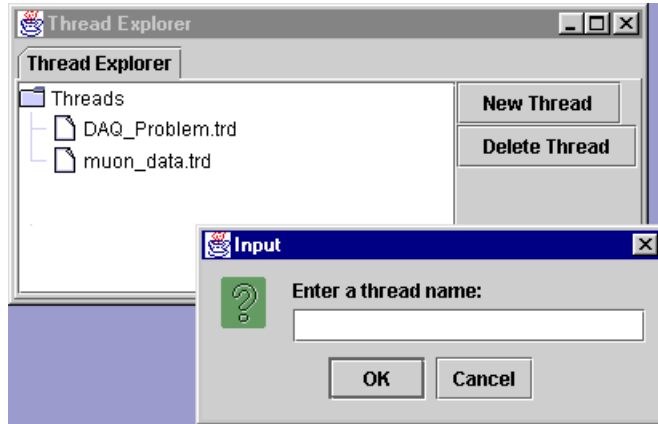 Thread Explorer
Thread Explorer
Threads
DAQ_Problem.trd
muon_data.trd
New Thread
Delete Thread
Input
Enter a thread name:
OK
Cancel